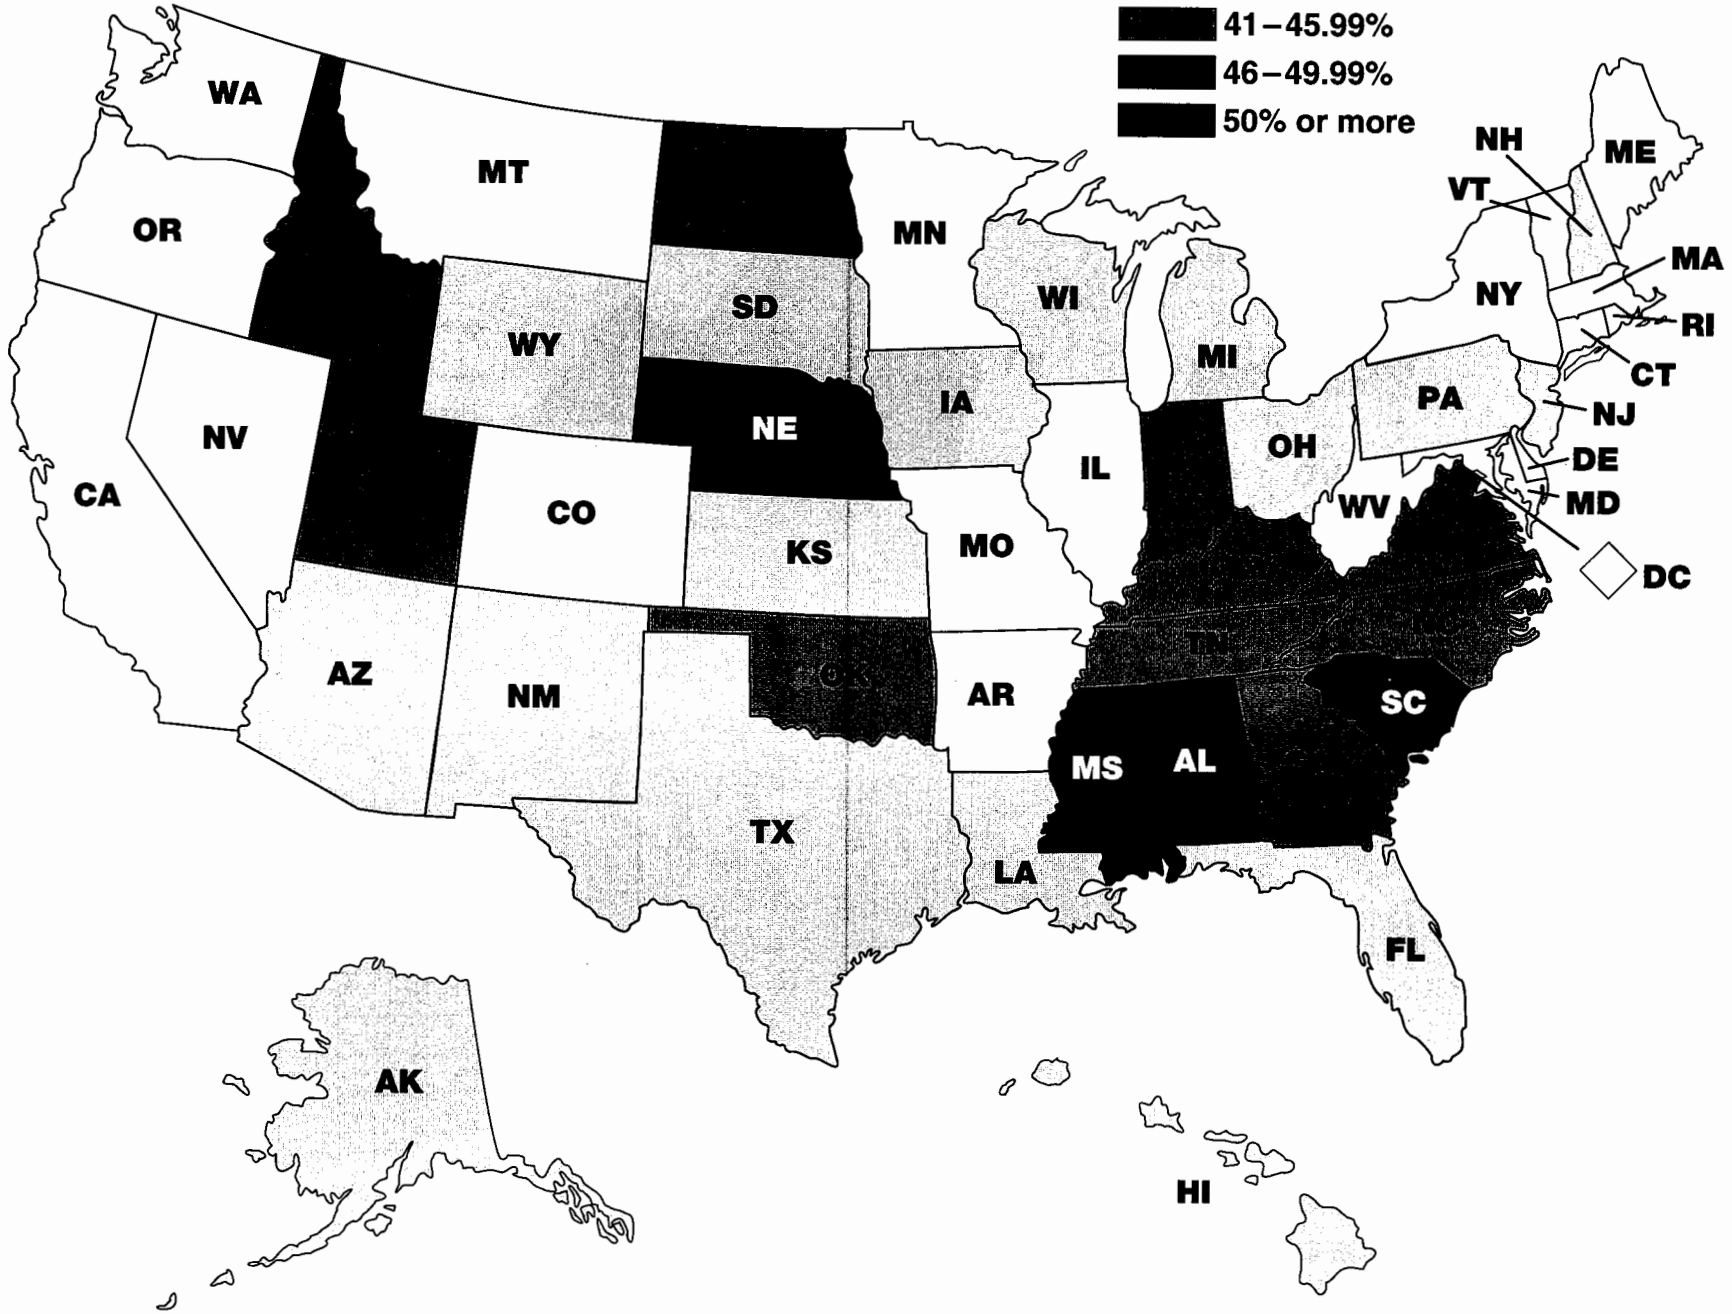 41–45.99%
46–49.99%
50% or more
WA
MT
OR
MN
NH
VT
ME
MA
NY
RI
CT
NJ
SD
WI
MI
PA
WY
IA
NE
NV
OH
DE
MD
IL
WV
CA
CO
KS
MO
DC
TN
AZ
NM
OK
AR
SC
MS
AL
TX
LA
FL
AK
HI